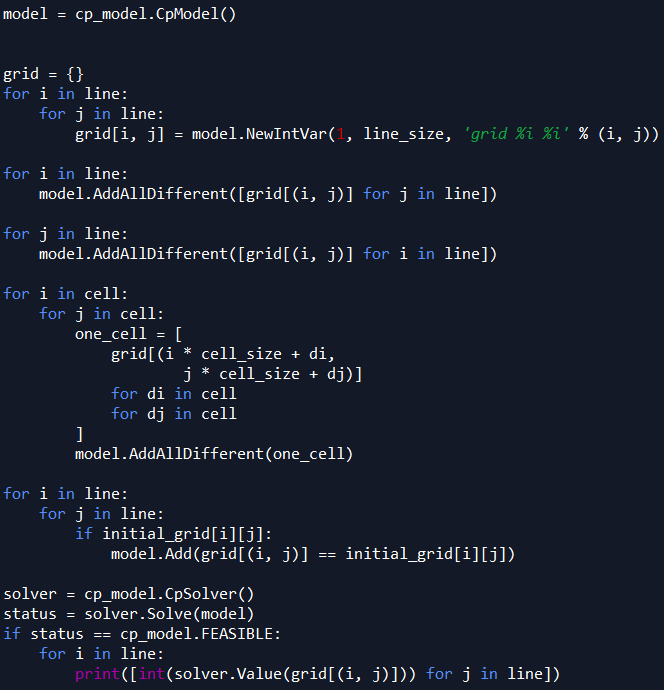 model = cp_model.CpModel()


grid = {}
for i in line:
    for j in line:
        grid[i, j] = model.NewIntVar(1, line_size, 'grid %i %i' % (i, j))

for i in line:
    model.AddAllDifferent([grid[(i, j)] for j in line])

for j in line:
    model.AddAllDifferent([grid[(i, j)] for i in line])

for i in cell:
    for j in cell:
        one_cell = [
            grid[(i * cell_size + di,
                    j * cell_size + dj)]
            for di in cell
            for dj in cell
        ]
        model.AddAllDifferent(one_cell)

for i in line:
    for j in line:
        if initial_grid[i][j]:
            model.Add(grid[(i, j)] == initial_grid[i][j])

solver = cp_model.CpSolver()
status = solver.Solve(model)
if status == cp_model.FEASIBLE:
    for i in line:
        print([int(solver.Value(grid[(i, j)])) for j in line])